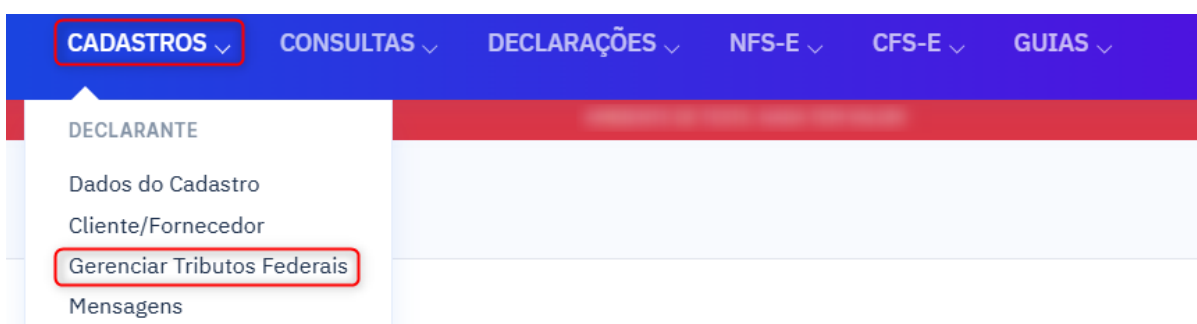 CADASTROS CONSULTAS DECLARAÇÕES NFS-E CFS-E GUIAS
DECLARANTE
Dados do Cadastro
Cliente/Fornecedor
Gerenciar Tributos Federais
Mensagens